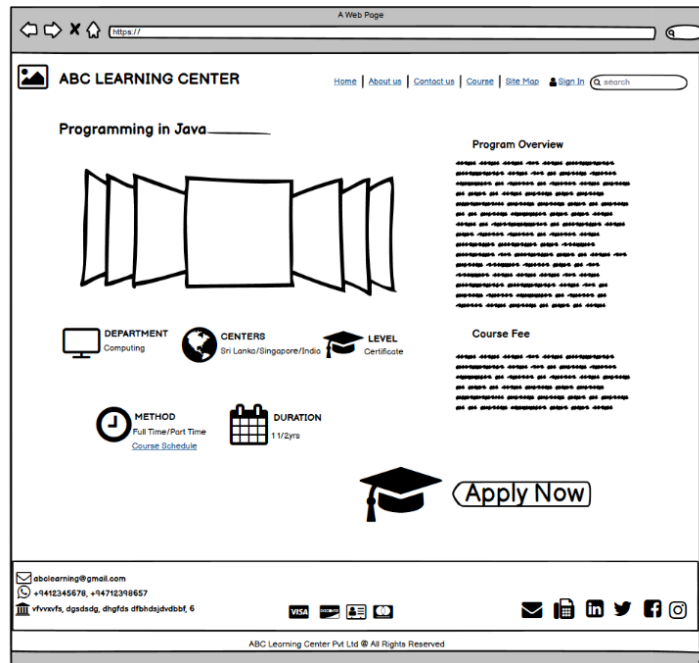 A Web Page
https://
ABC LEARNING CENTER
Home | About us | Contact us | Course | Site Map Sign In search
Programming in Java
Program Overview
DEPARTMENT
Computing
CENTERS
Sri Lanka/Singapore/India
LEVEL
Certificate
Course Fee
METHOD
Full Time/Part Time
Course Schedule
DURATION
1 1/2yrs
Apply Now
abclearning@gmail.com
+9412345678, +94712398657
vfvvxvfs, dgsdsdg, dhgfds dfbhdsjdvdbbf, 6
VISA DISCOVER
ABC Learning Center Pvt Ltd @ All Rights Reserved